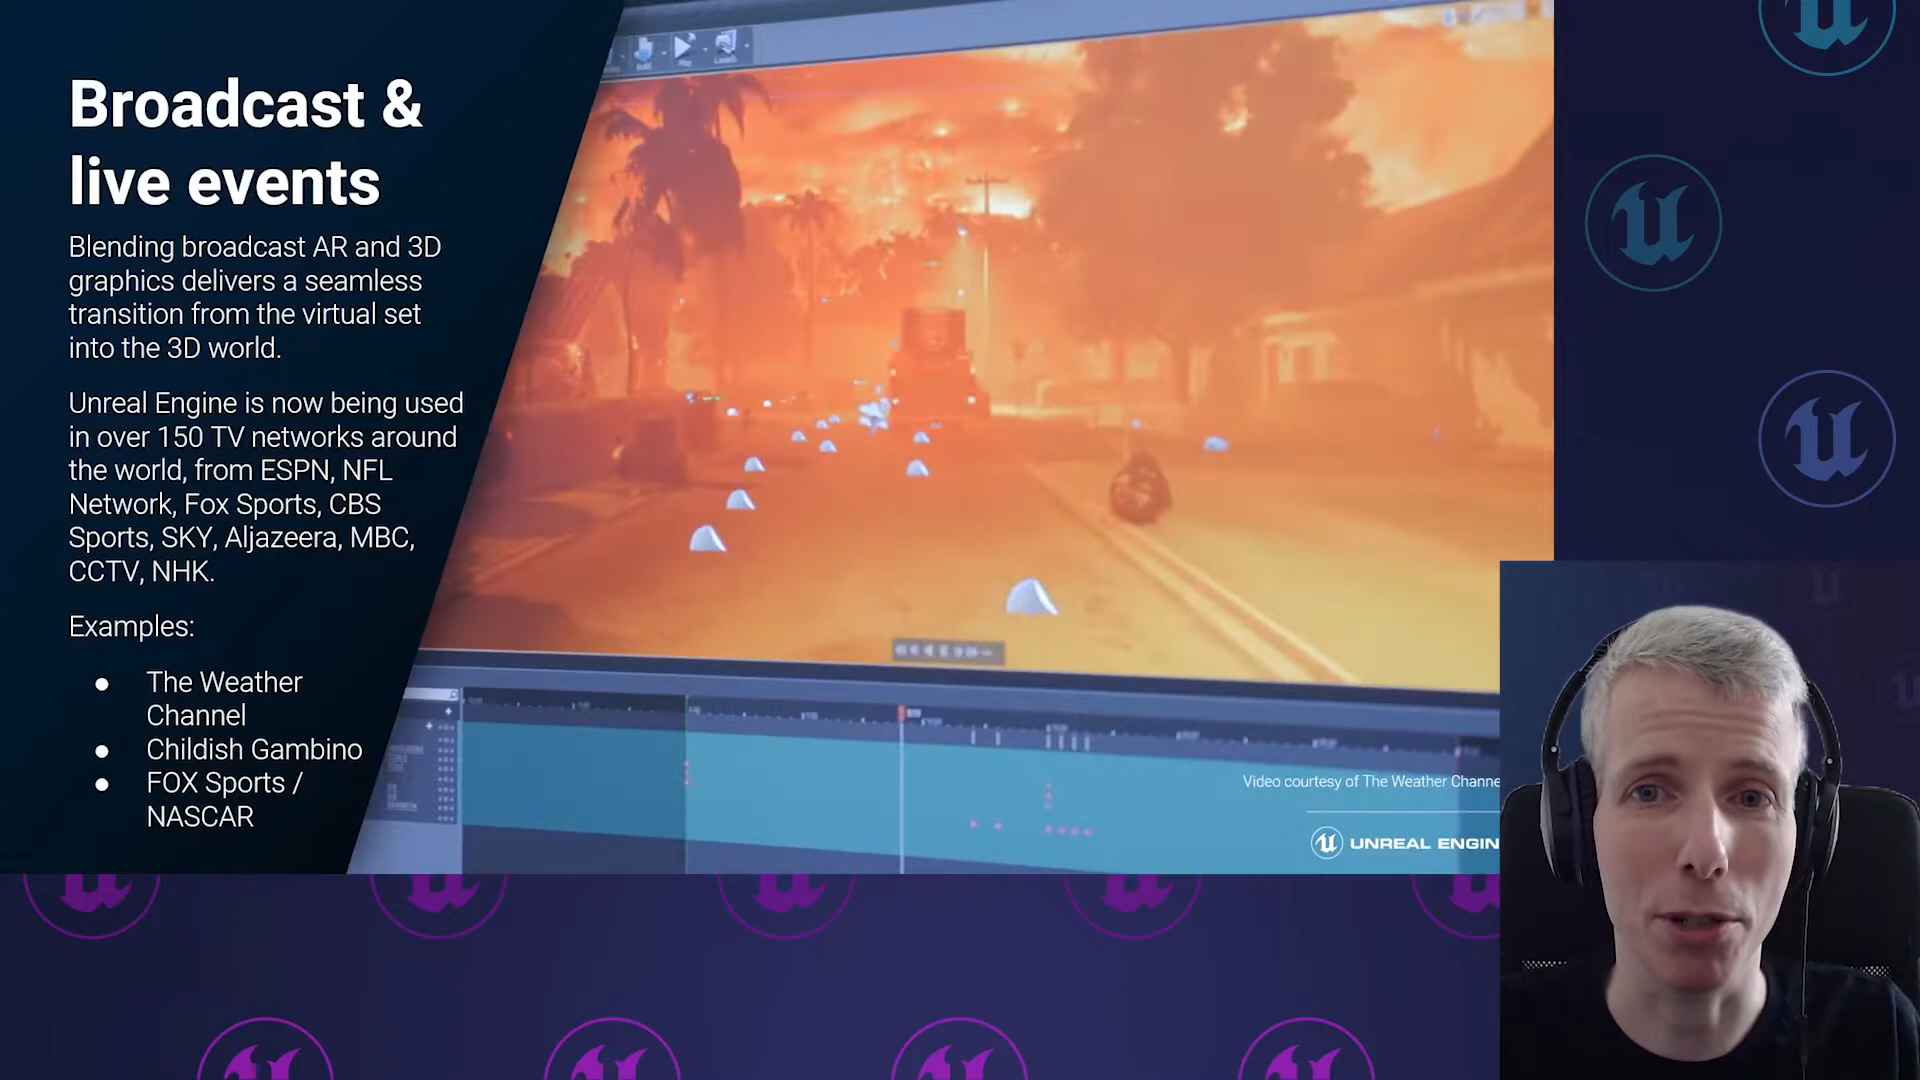 Broadcast &
live events
Blending broadcast AR and 3D
graphics delivers a seamless
transition from the virtual set
into the 3D world.
Unreal Engine is now being used
in over 150 TV networks around
the world, from ESPN, NFL
Network, Fox Sports, CBS
Sports, SKY, Aljazeera, MBC,
CCTV, NHK.
Examples:
● The Weather
Channel
● Childish Gambino
● FOX Sports /
NASCAR
Video courtesy of The Weather Channe
UNREAL ENGIN